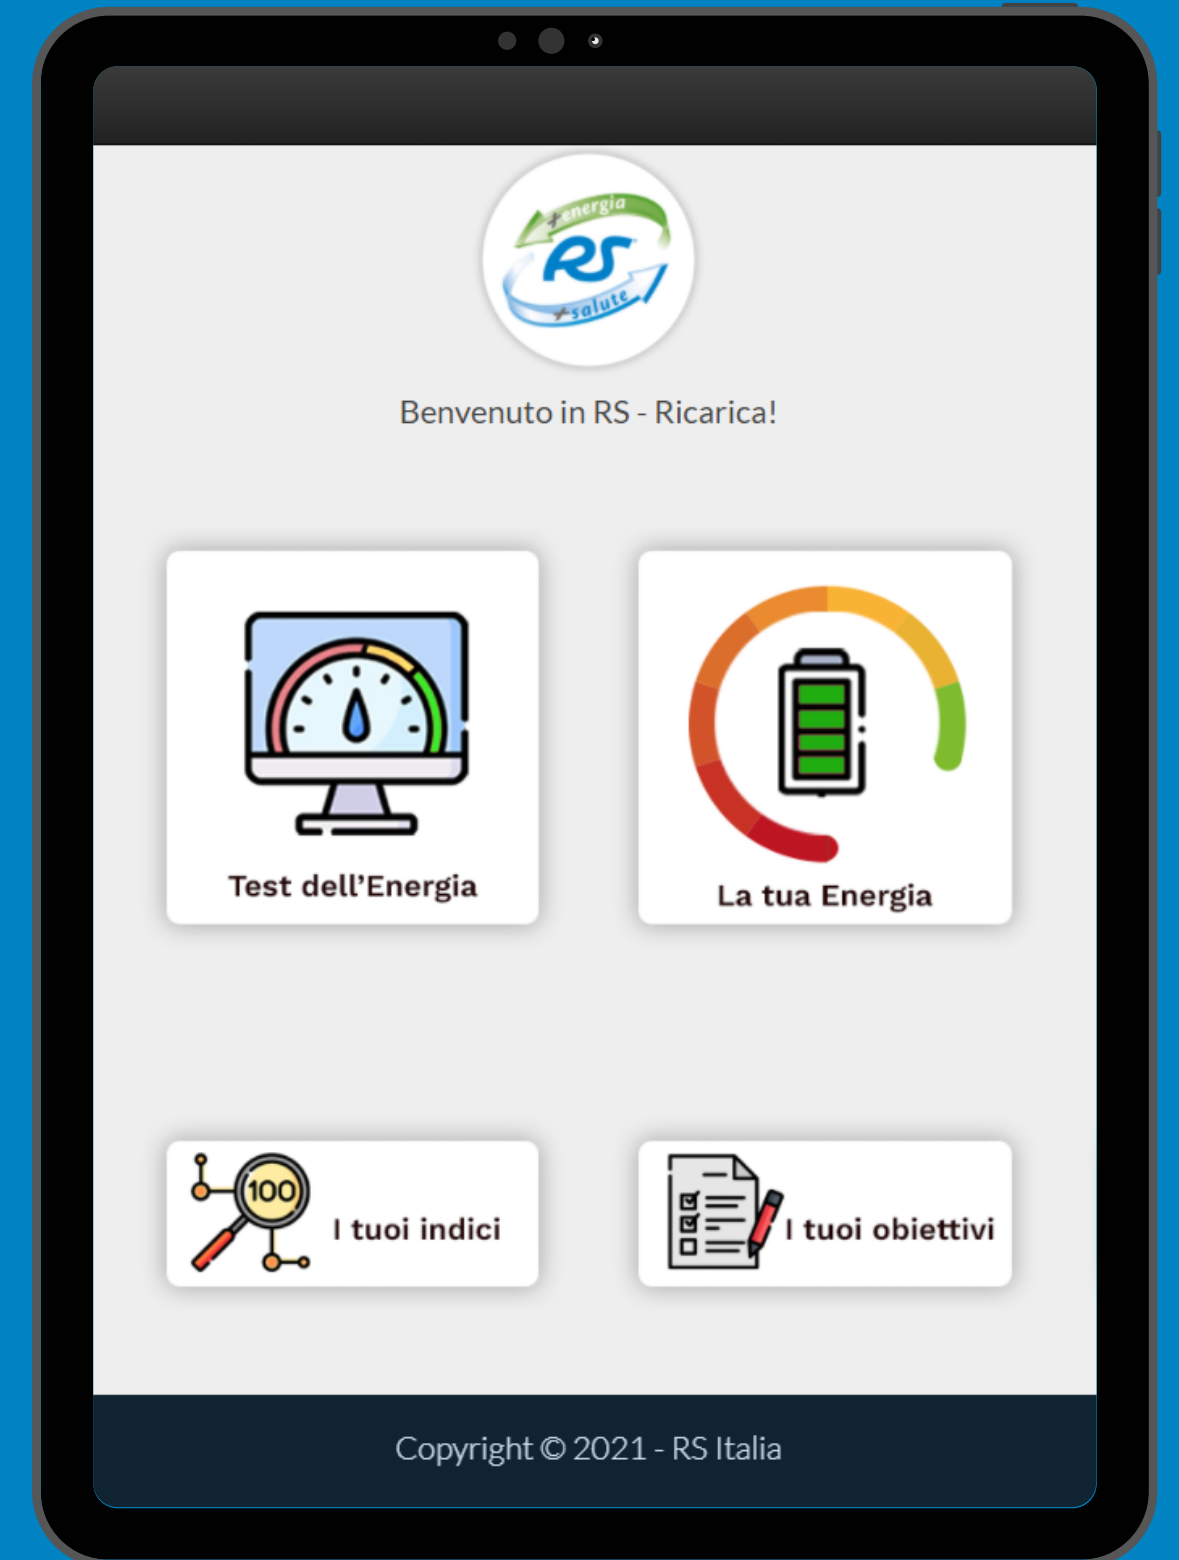 +energia
RS
+salute
Benvenuto in RS - Ricarica!
Test dell'Energia
La tua Energia
100
I tuoi indici
I tuoi obiettivi
Copyright © 2021 - RS Italia